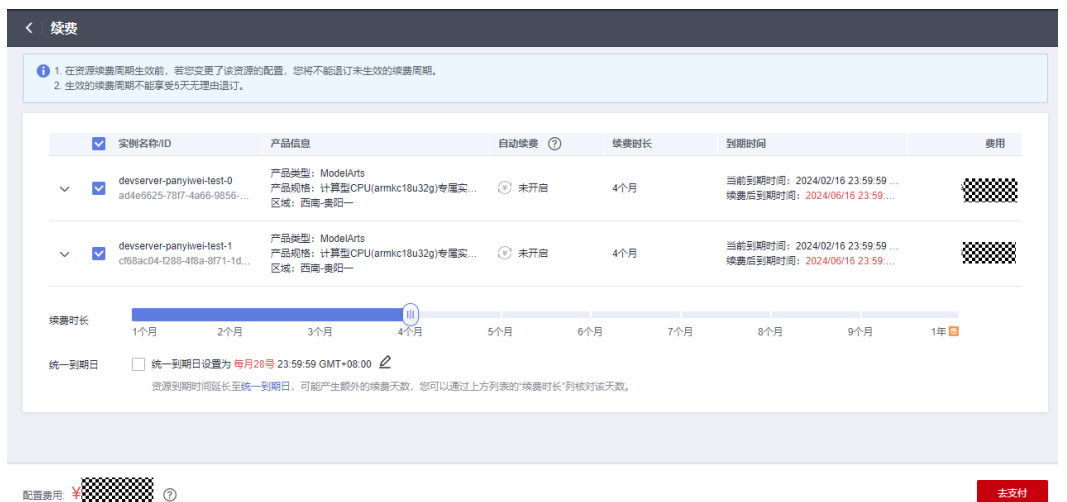 续费
1. 在资源续费周期生效前，若您变更了该资源的配置，您将不能退订未生效的续费周期。
2. 生效的续费周期不能享受5天无理由退订。
实例名称/ID 产品信息 自动续费 ? 续费时长 到期时间 费用
devserver-panyiwei-test-0
ad4e6625-78f7-4a66-9856-...
产品类型：ModelArts
产品规格：计算型CPU(armkc18u32g)专属实...
区域：西南-贵阳一
未开启
4个月
当前到期时间：2024/02/16 23:59:59 ...
续费后到期时间：2024/06/16 23:59:...
devserver-panyiwei-test-1
cf68ac04-f288-4f8a-8f71-1d...
产品类型：ModelArts
产品规格：计算型CPU(armkc18u32g)专属实...
区域：西南-贵阳一
未开启
4个月
当前到期时间：2024/02/16 23:59:59 ...
续费后到期时间：2024/06/16 23:59:...
续费时长
1个月 2个月 3个月 4个月 5个月 6个月 7个月 8个月 9个月 1年
统一到期日 统一到期日设置为 每月28号 23:59:59 GMT+08:00
资源到期时间延长至统一到期日，可能产生额外的续费天数，您可以通过上方列表的“续费时长”列核对该天数。
配置费用: ¥ ?
去支付